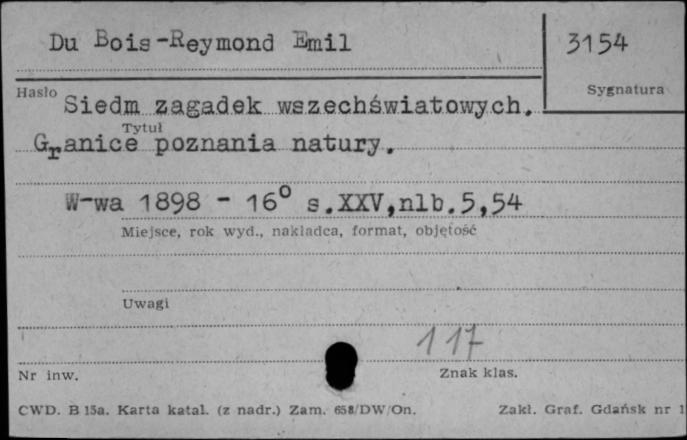 Du Bois-Reymond Emil
3154
Hasło
Sygnatura
Siedm zagadek wszechświatowych.
Tytuł
Granice poznania natury.
W-wa 1898 - 16° s.XXV,nlb.5,54
Miejsce, rok wyd., nakładca, format, objętość
Uwagi
117
Nr inw.
Znak klas.
CWD. B 15a. Karta katal. (z nadr.) Zam. 658/DW/On. Zakł. Graf. Gdańsk nr 1